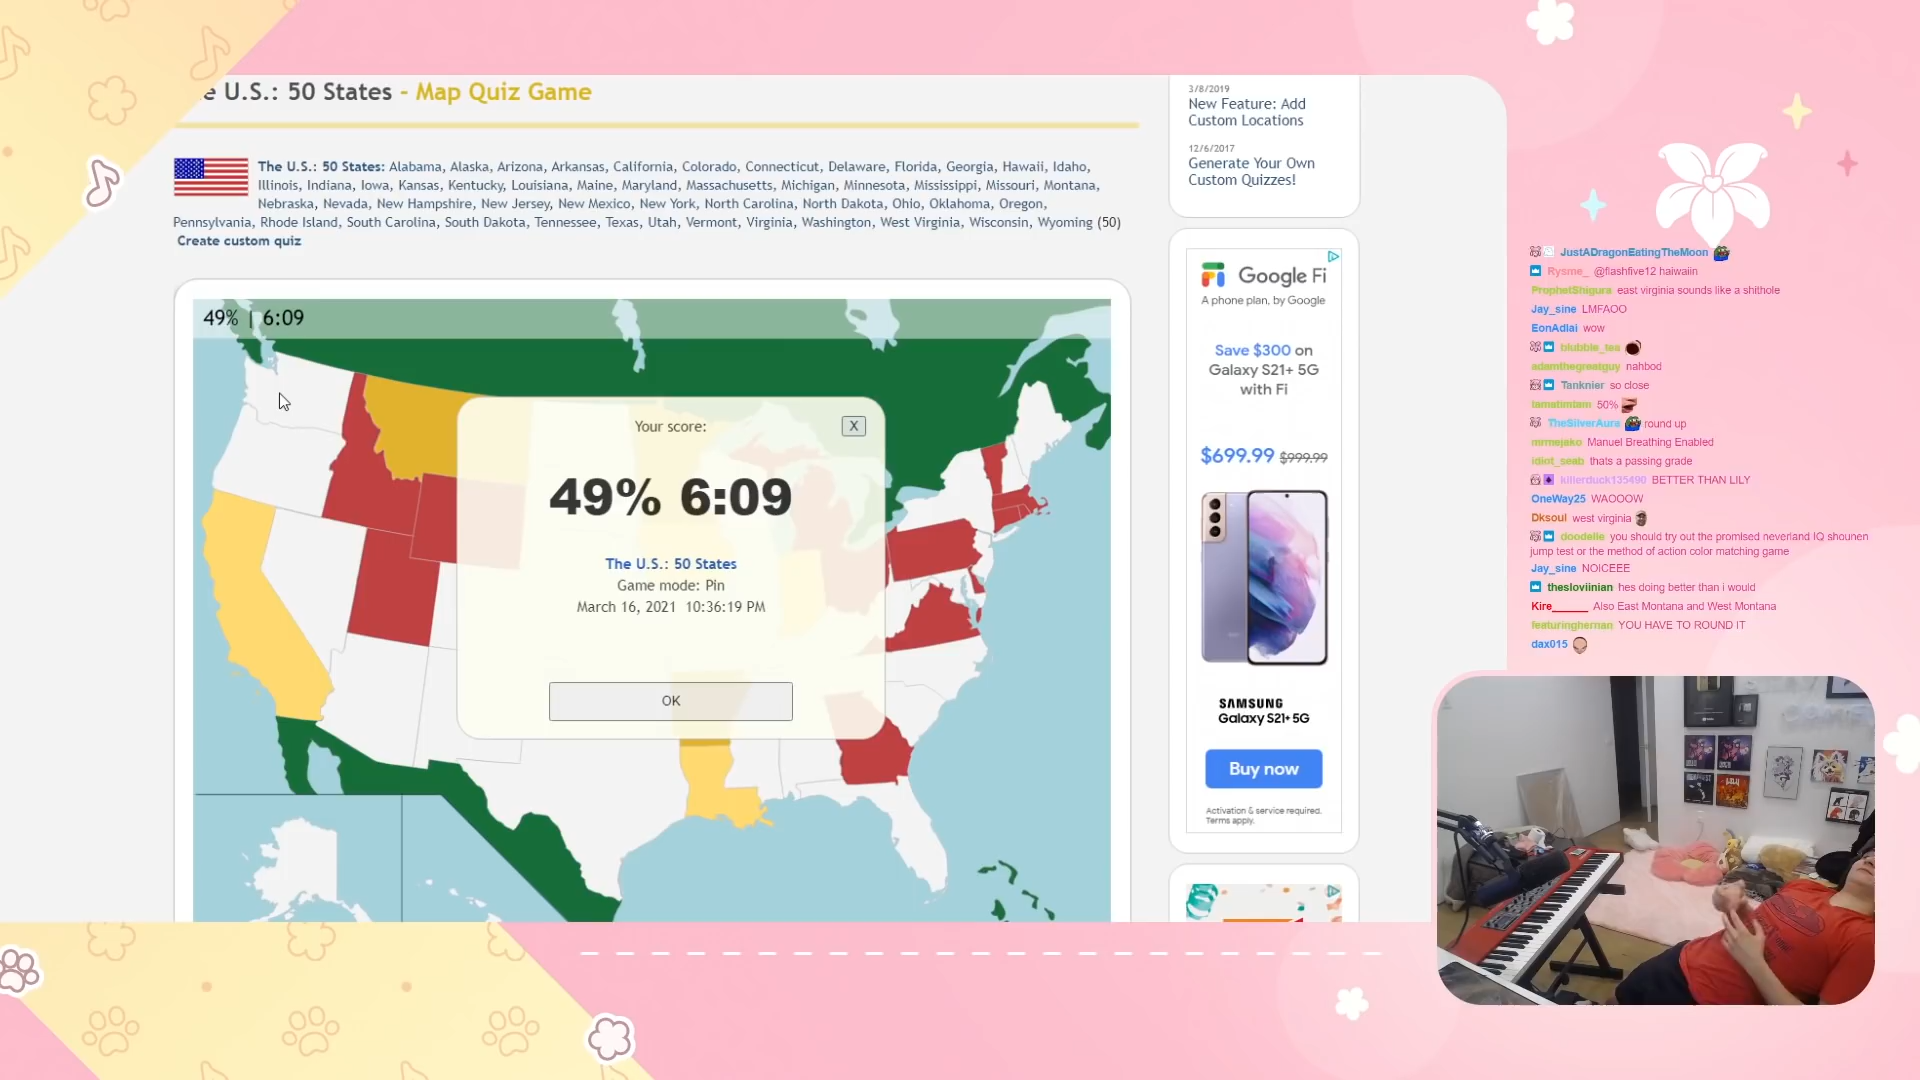 e U.S.: 50 States - Map Quiz Game
The U.S.: 50 States: Alabama, Alaska, Arizona, Arkansas, California, Colorado, Connecticut, Delaware, Florida, Georgia, Hawaii, Idaho,
Illinois, Indiana, Iowa, Kansas, Kentucky, Louisiana, Maine, Maryland, Massachusetts, Michigan, Minnesota, Mississippi, Missouri, Montana,
Nebraska, Nevada, New Hampshire, New Jersey, New Mexico, New York, North Carolina, North Dakota, Ohio, Oklahoma, Oregon,
Pennsylvania, Rhode Island, South Carolina, South Dakota, Tennessee, Texas, Utah, Vermont, Virginia, Washington, West Virginia, Wisconsin, Wyoming (50)
Create custom quiz
49% | 6:09
Your score:
X
49% 6:09
The U.S.: 50 States
Game mode: Pin
March 16, 2021 10:36:19 PM
OK
3/8/2019
New Feature: Add
Custom Locations
12/6/2017
Generate Your Own
Custom Quizzes!
Google Fi
A phone plan, by Google
Save $300 on
Galaxy S21+ 5G
with Fi
$699.99 $999.99
SAMSUNG
Galaxy S21+ 5G
Buy now
Activation & service required.
Terms apply.
JustADragonEatingTheMoon
Rysme_ @flashfive12 haiwaiin
ProphetShigura east virginia sounds like a shithole
Jay_sine LMFAOO
EonAdlai wow
blubble_tea
adamthegreatguy nahbod
Tanknier so close
iamatimtam 50%
TheSilverAura round up
mrmejako Manuel Breathing Enabled
idiot_seab thats a passing grade
killerduck135490 BETTER THAN LILY
OneWay25 WAOOOW
Dksoul west virginia
doodelle you should try out the promised neverland IQ shounen
jump test or the method of action color matching game
Jay_sine NOICEEE
thesloviinian hes doing better than i would
Kire______ Also East Montana and West Montana
featuringhernan YOU HAVE TO ROUND IT
dax015